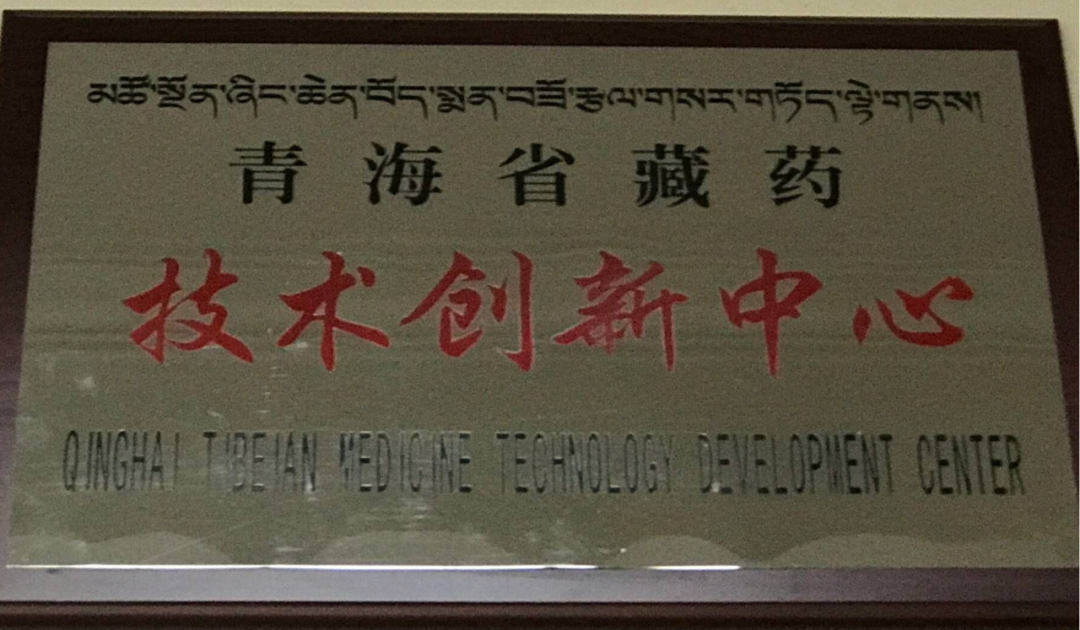 མཚོ་སྔོན་ཞིང་ཆེན་བོད་སྨན་བཟོ་རྩལ་གསར་གཏོད་ལྟེ་གནས།
青海省藏药
技术创新中心
QINGHAI TIBEIAN MEDICINE TECHNOLOGY DEVELOPMENT CENTER